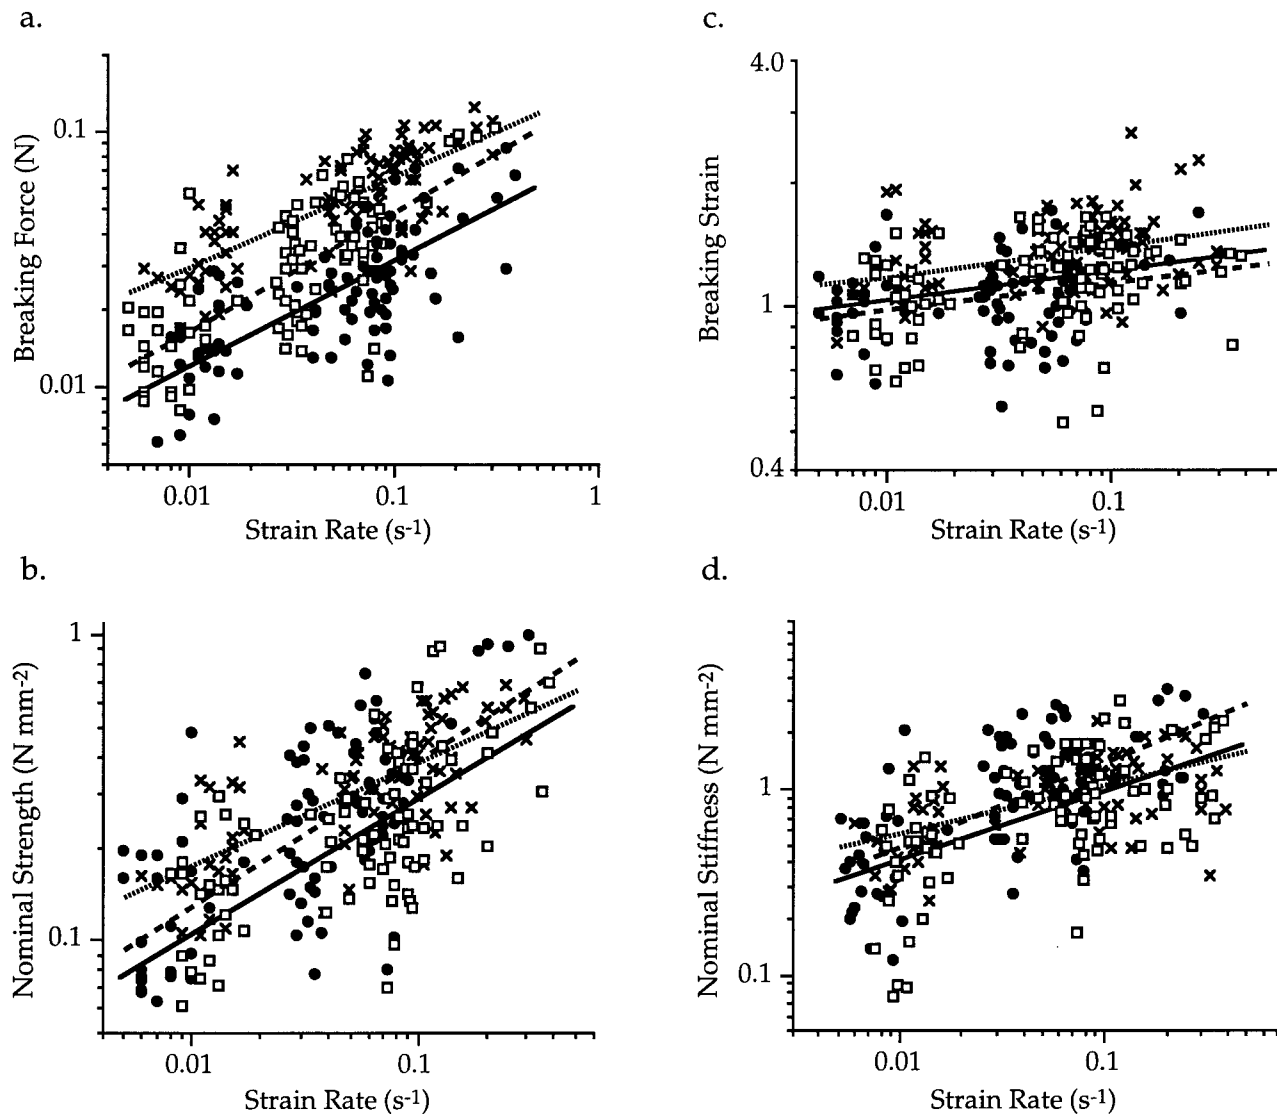 a.
Breaking Force (N)
0.1
0.01
0.01 0.1 1
Strain Rate (s-1)
c.
Breaking Strain
4.0
1
0.4
0.01 0.1
Strain Rate (s-1)
b.
Nominal Strength (N mm-2)
1
0.1
0.01 0.1
Strain Rate (s-1)
d.
Nominal Stiffness (N mm-2)
1
0.1
0.01 0.1
Strain Rate (s-1)